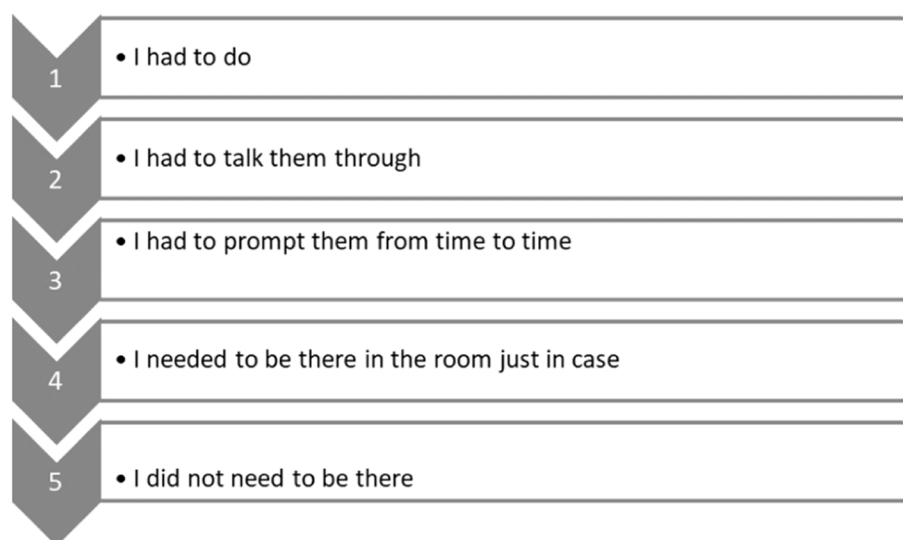 1
• I had to do
2
• I had to talk them through
3
• I had to prompt them from time to time
4
• I needed to be there in the room just in case
5
• I did not need to be there